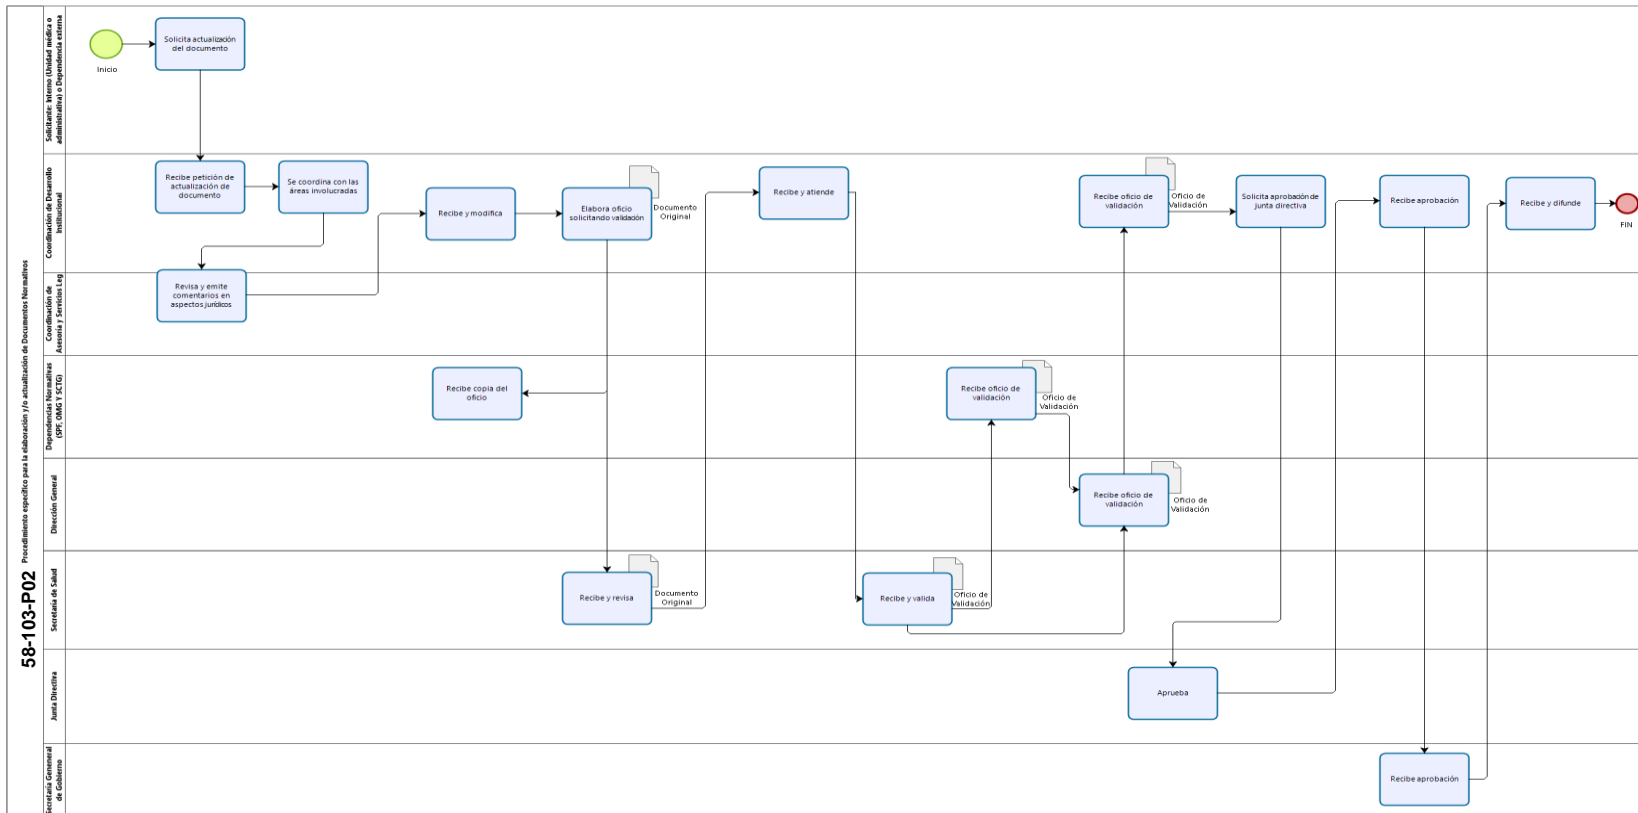 58-103-P02 Procedimiento específico para la elaboración y/o actualización de Documentos Normativos
Solicitante: Interno (Unidad médica o
administrativa) o Dependencia externa
Inicio
Solicita actualización
del documento
Coordinación de Desarrollo
Institucional
Recibe petición de
actualización de
documento
Se coordina con las
áreas involucradas
Recibe y modifica
Elabora oficio
solicitando validación
Documento
Original
Recibe y atiende
Recibe oficio de
validación
Oficio de
Validación
Solicita aprobación de
junta directiva
Recibe aprobación
Recibe y difunde
FIN
Coordinación de
Asesoría y Servicios Leg
Revisa y emite
comentarios en
aspectos jurídicos
Dependencias Normativas
(SPF, OMG Y SCTG)
Recibe copia del
oficio
Recibe oficio de
validación
Oficio de
Validación
Dirección General
Recibe oficio de
validación
Oficio de
Validación
Secretaría de Salud
Recibe y revisa
Documento
Original
Recibe y valida
Oficio de
Validación
Junta Directiva
Aprueba
Secretaría Geneneral
de Gobierno
Recibe aprobación